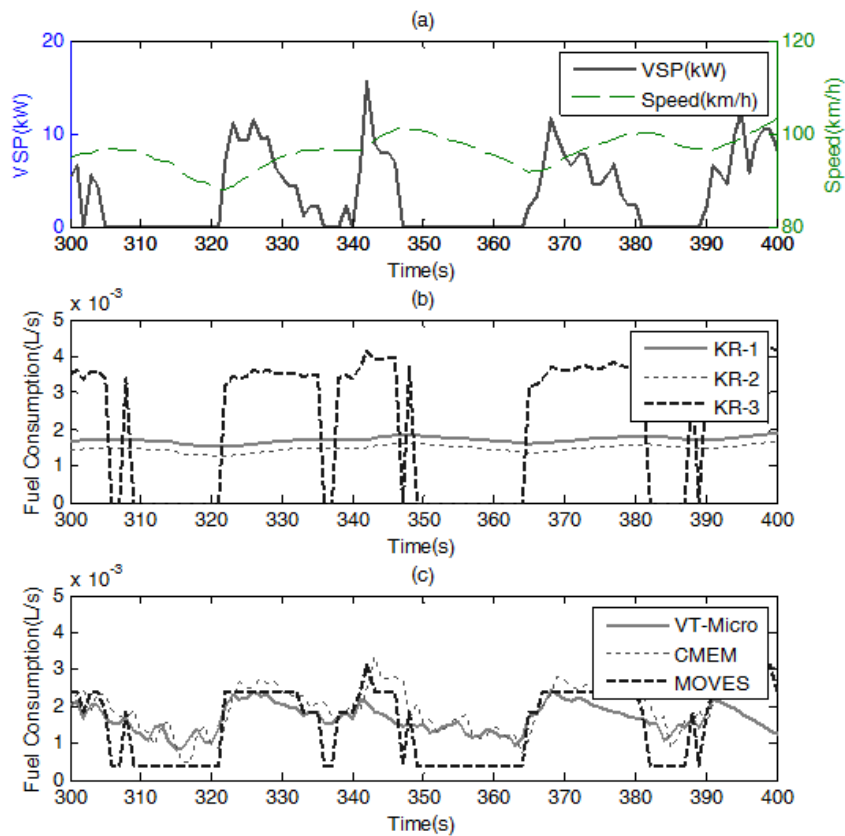 (a)
20
10
0
VSP(kW)
120
100
80
Speed(km/h)
VSP(kW)
Speed(km/h)
300 310 320 330 340 350 360 370 380 390 400
Time(s)
(b)
x 10⁻³
5
4
3
2
1
0
Fuel Consumption(L/s)
KR-1
KR-2
KR-3
300 310 320 330 340 350 360 370 380 390 400
Time(s)
(c)
x 10⁻³
5
4
3
2
1
0
Fuel Consumption(L/s)
VT-Micro
CMEM
MOVES
300 310 320 330 340 350 360 370 380 390 400
Time(s)